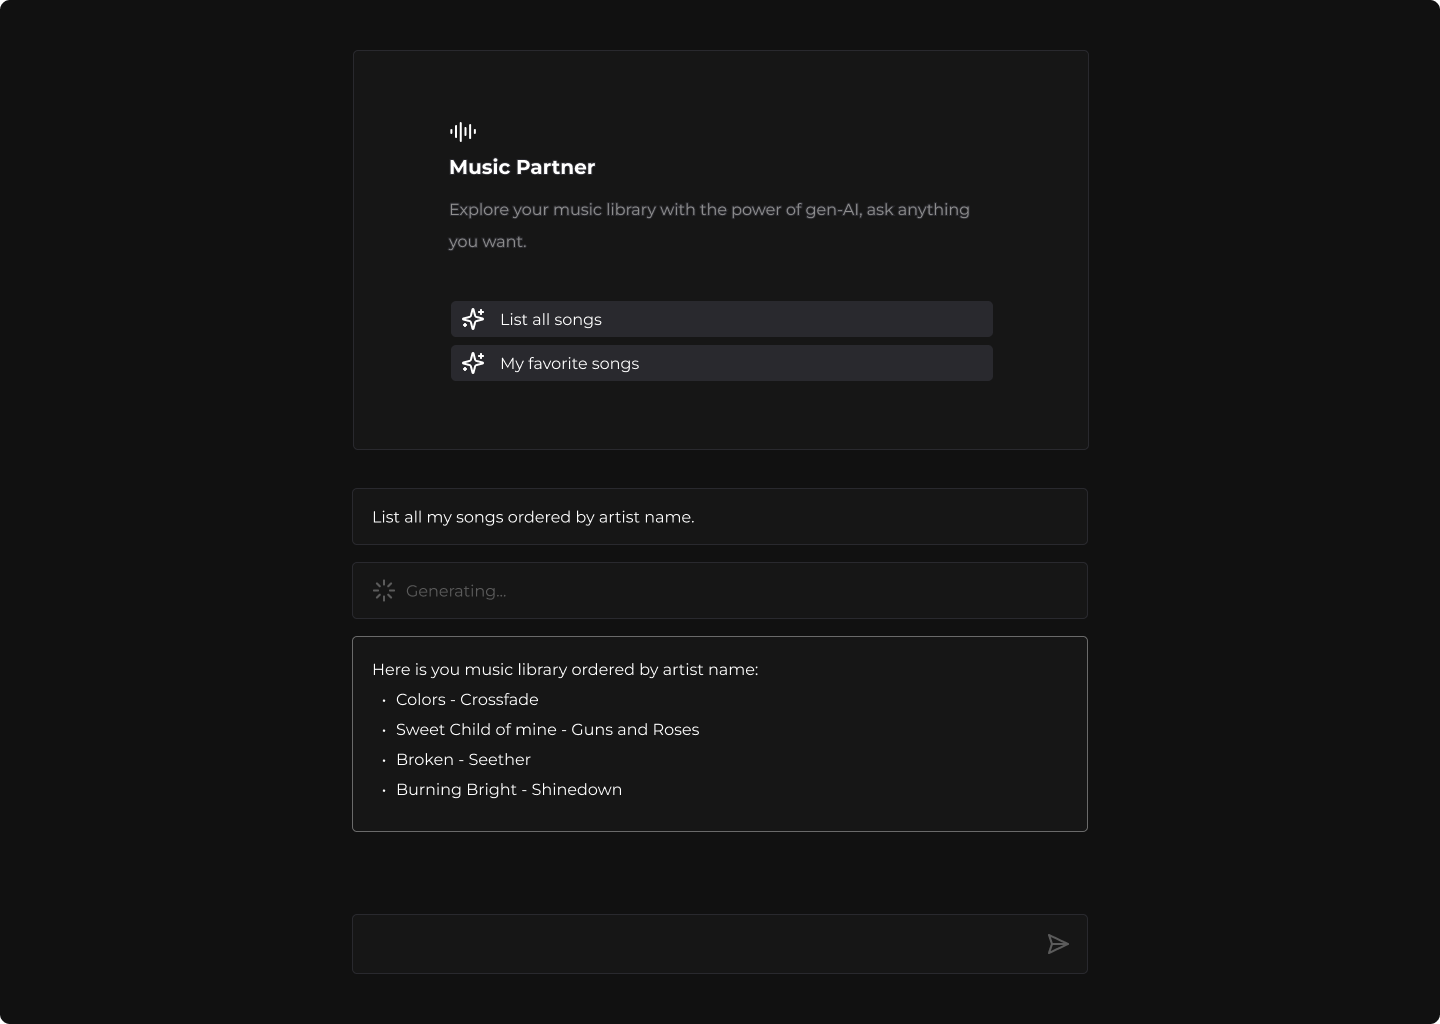 Music Partner
Explore your music library with the power of gen-AI, ask anything
you want.
List all songs
My favorite songs
List all my songs ordered by artist name.
Generating...
Here is you music library ordered by artist name:
• Colors - Crossfade
• Sweet Child of mine - Guns and Roses
• Broken - Seether
• Burning Bright - Shinedown